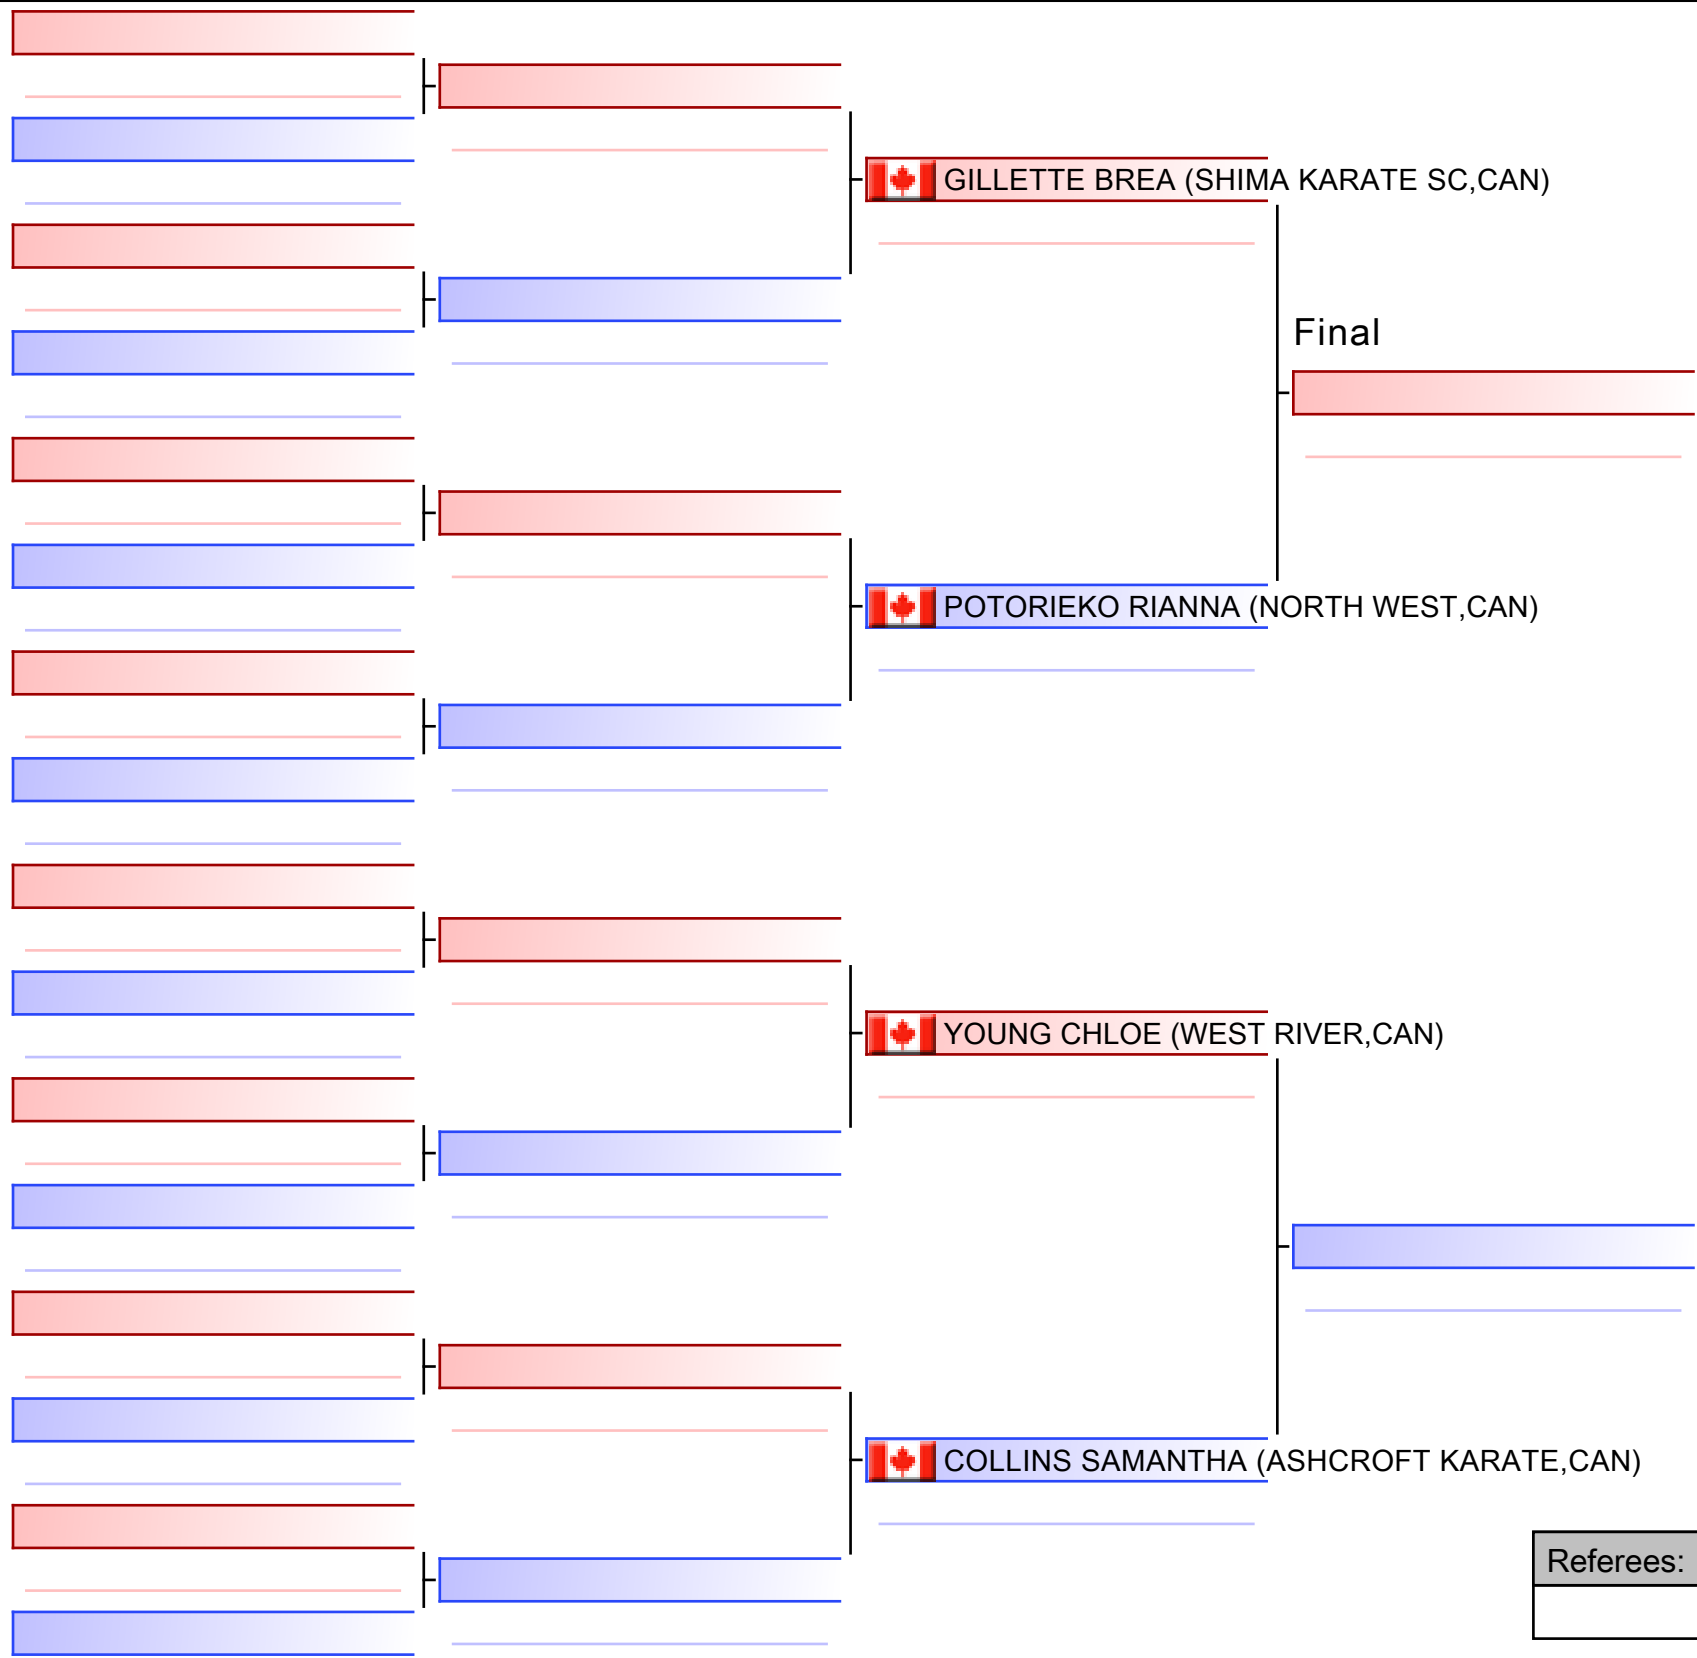 GILLETTE BREA (SHIMA KARATE SC,CAN)
Final
POTORIEKO RIANNA (NORTH WEST,CAN)
YOUNG CHLOE (WEST RIVER,CAN)
COLLINS SAMANTHA (ASHCROFT KARATE,CAN)
Referees: